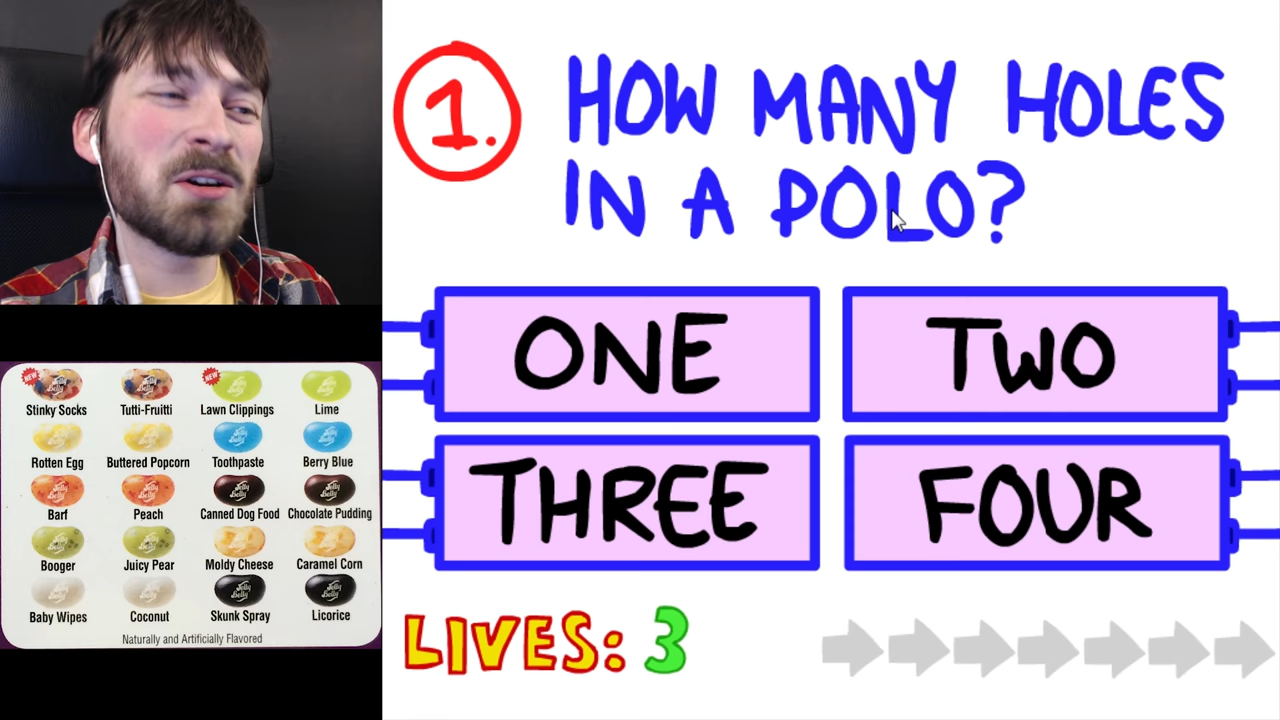 1. HOW MANY HOLES
IN A POLO?
ONE TWO
THREE FOUR
LIVES: 3
NEW NEW
Stinky Socks Tutti-Fruitti Lawn Clippings Lime
Rotten Egg Buttered Popcorn Toothpaste Berry Blue
Barf Peach Canned Dog Food Chocolate Pudding
Booger Juicy Pear Moldy Cheese Caramel Corn
Baby Wipes Coconut Skunk Spray Licorice
Naturally and Artificially Flavored